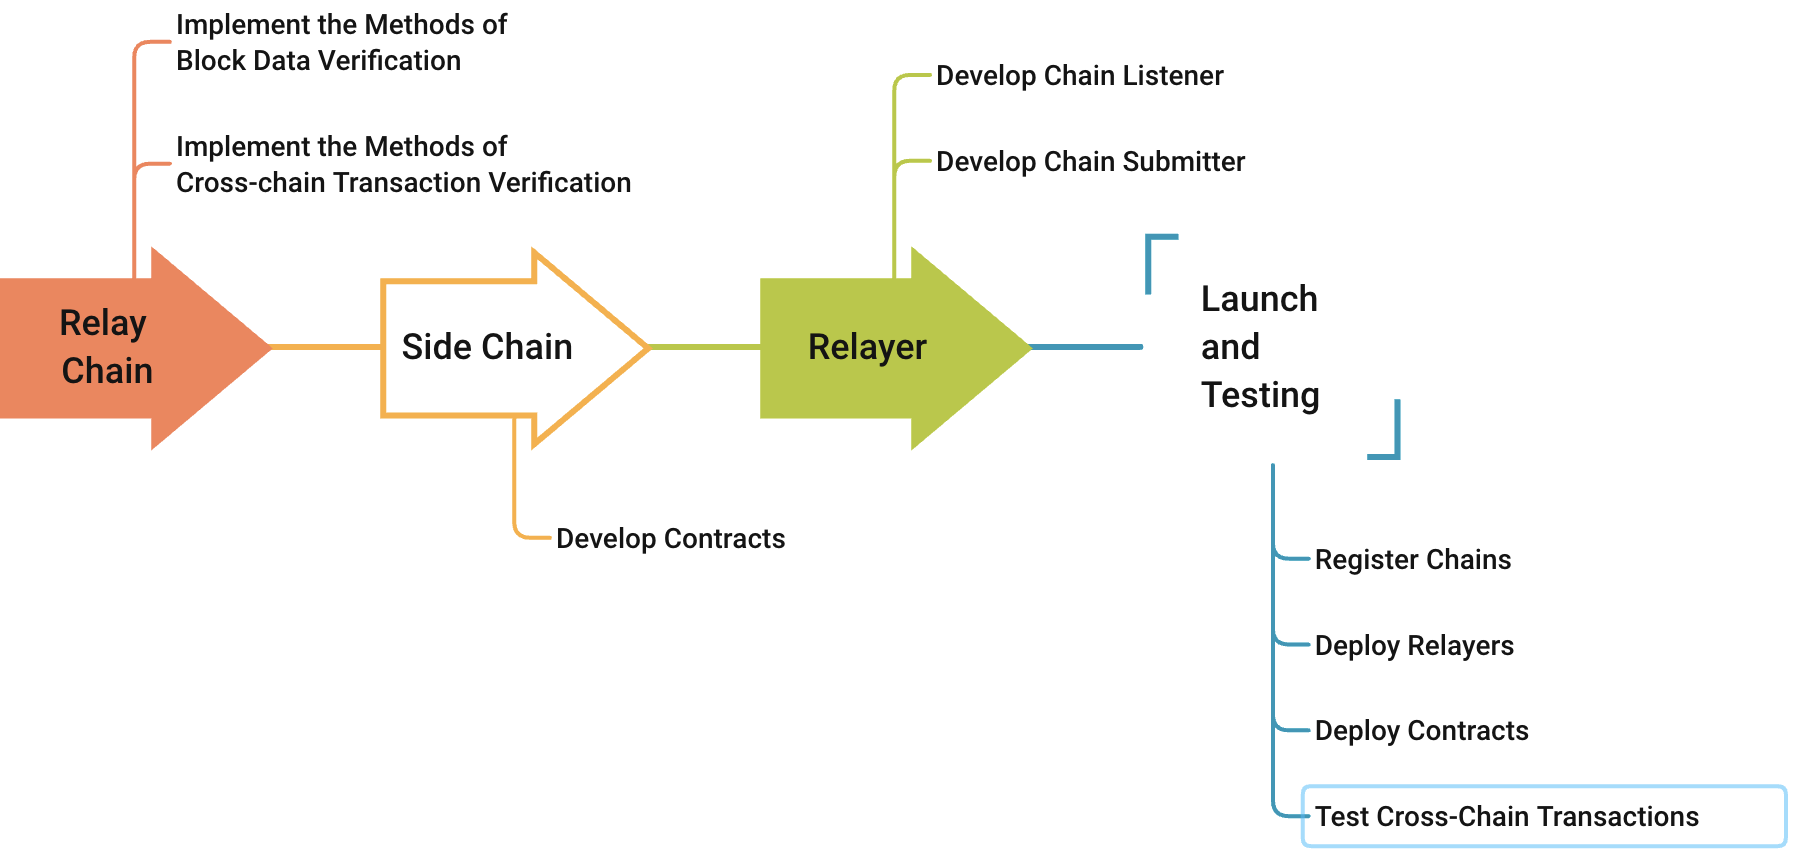 Implement the Methods of
Block Data Verification
Implement the Methods of
Cross-chain Transaction Verification
Relay
Chain
Side Chain
Develop Contracts
Develop Chain Listener
Develop Chain Submitter
Relayer
Launch
and
Testing
Register Chains
Deploy Relayers
Deploy Contracts
Test Cross-Chain Transactions